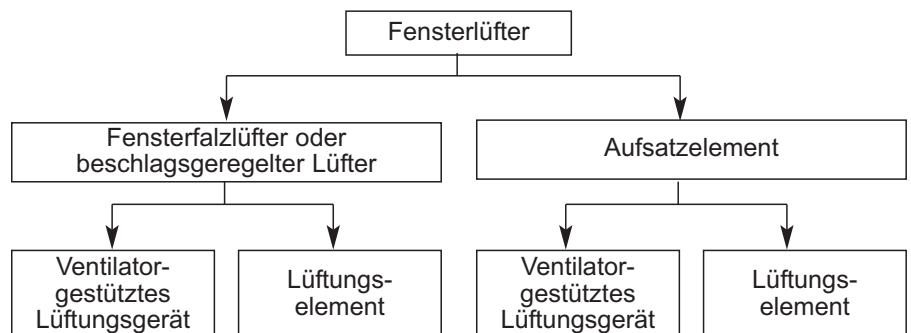 Fensterlüfter
Fensterfalzlüfter oder
beschlagsgeregelter Lüfter
Aufsatzelement
Ventilator-
gestütztes
Lüftungsgerät
Lüftungs-
element
Ventilator-
gestütztes
Lüftungsgerät
Lüftungs-
element